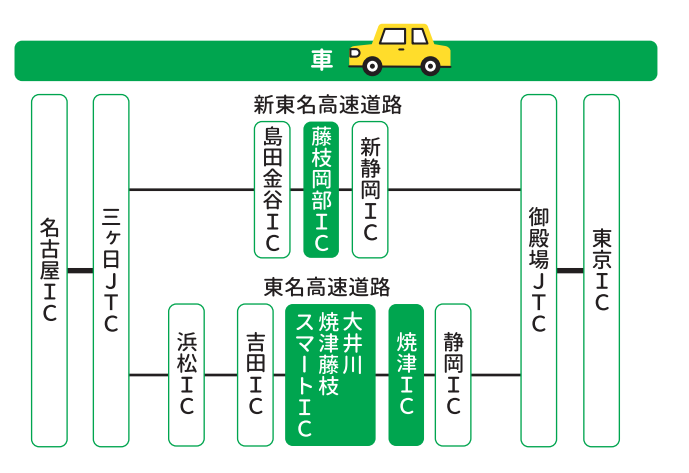 車
名古屋IC
三ヶ日JTC
新東名高速道路
島田金谷IC
藤枝岡部IC
新静岡IC
東名高速道路
浜松IC
吉田IC
大井川
焼津藤枝
スマートIC
焼津IC
静岡IC
御殿場JTC
東京IC